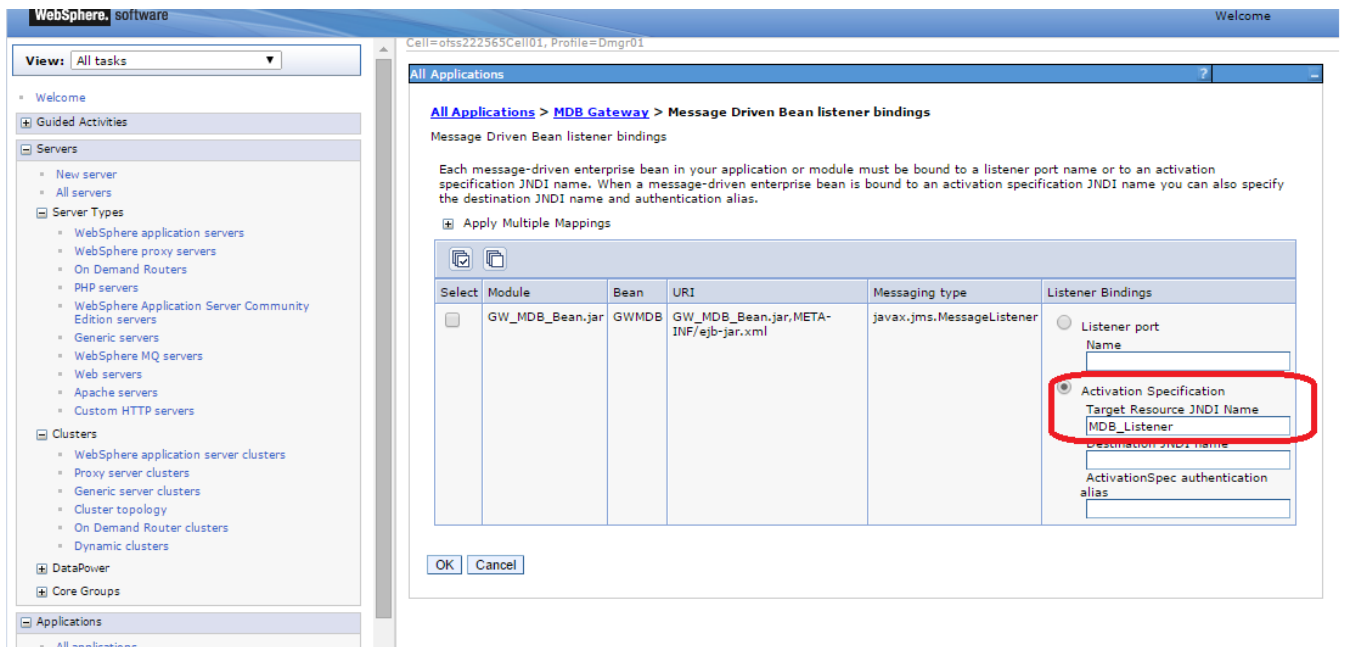 WebSphere. software
Welcome
Cell=ofss222565Cell01, Profile=Dmgr01
View: All tasks
Welcome
Guided Activities
Servers
New server
All servers
Server Types
WebSphere application servers
WebSphere proxy servers
On Demand Routers
PHP servers
WebSphere Application Server Community
Edition servers
Generic servers
WebSphere MQ servers
Web servers
Apache servers
Custom HTTP servers
Clusters
WebSphere application server clusters
Proxy server clusters
Generic server clusters
Cluster topology
On Demand Router clusters
Dynamic clusters
DataPower
Core Groups
Applications
All applications
All Applications
?
All Applications > MDB Gateway > Message Driven Bean listener bindings
Message Driven Bean listener bindings
Each message-driven enterprise bean in your application or module must be bound to a listener port name or to an activation
specification JNDI name. When a message-driven enterprise bean is bound to an activation specification JNDI name you can also specify
the destination JNDI name and authentication alias.
Apply Multiple Mappings
Select Module Bean URI Messaging type Listener Bindings
GW_MDB_Bean.jar GWMDB GW_MDB_Bean.jar,META-
INF/ejb-jar.xml
javax.jms.MessageListener
Listener port
Name
Activation Specification
Target Resource JNDI Name
MDB_Listener
Destination JNDI name
ActivationSpec authentication
alias
OK Cancel